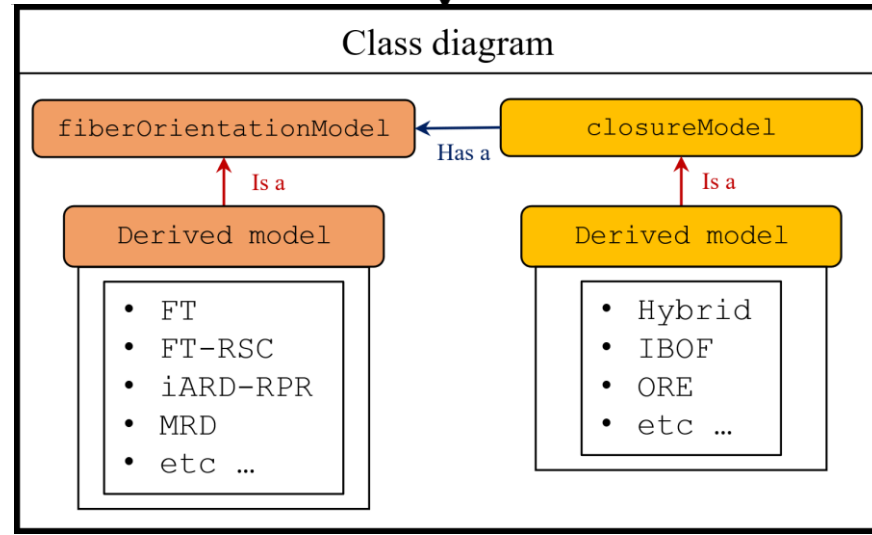 Class diagram
fiberOrientationModel
Has a
closureModel
Is a
Is a
Derived model
Derived model
• FT
• FT-RSC
• iARD-RPR
• MRD
• etc …
• Hybrid
• IBOF
• ORE
• etc …